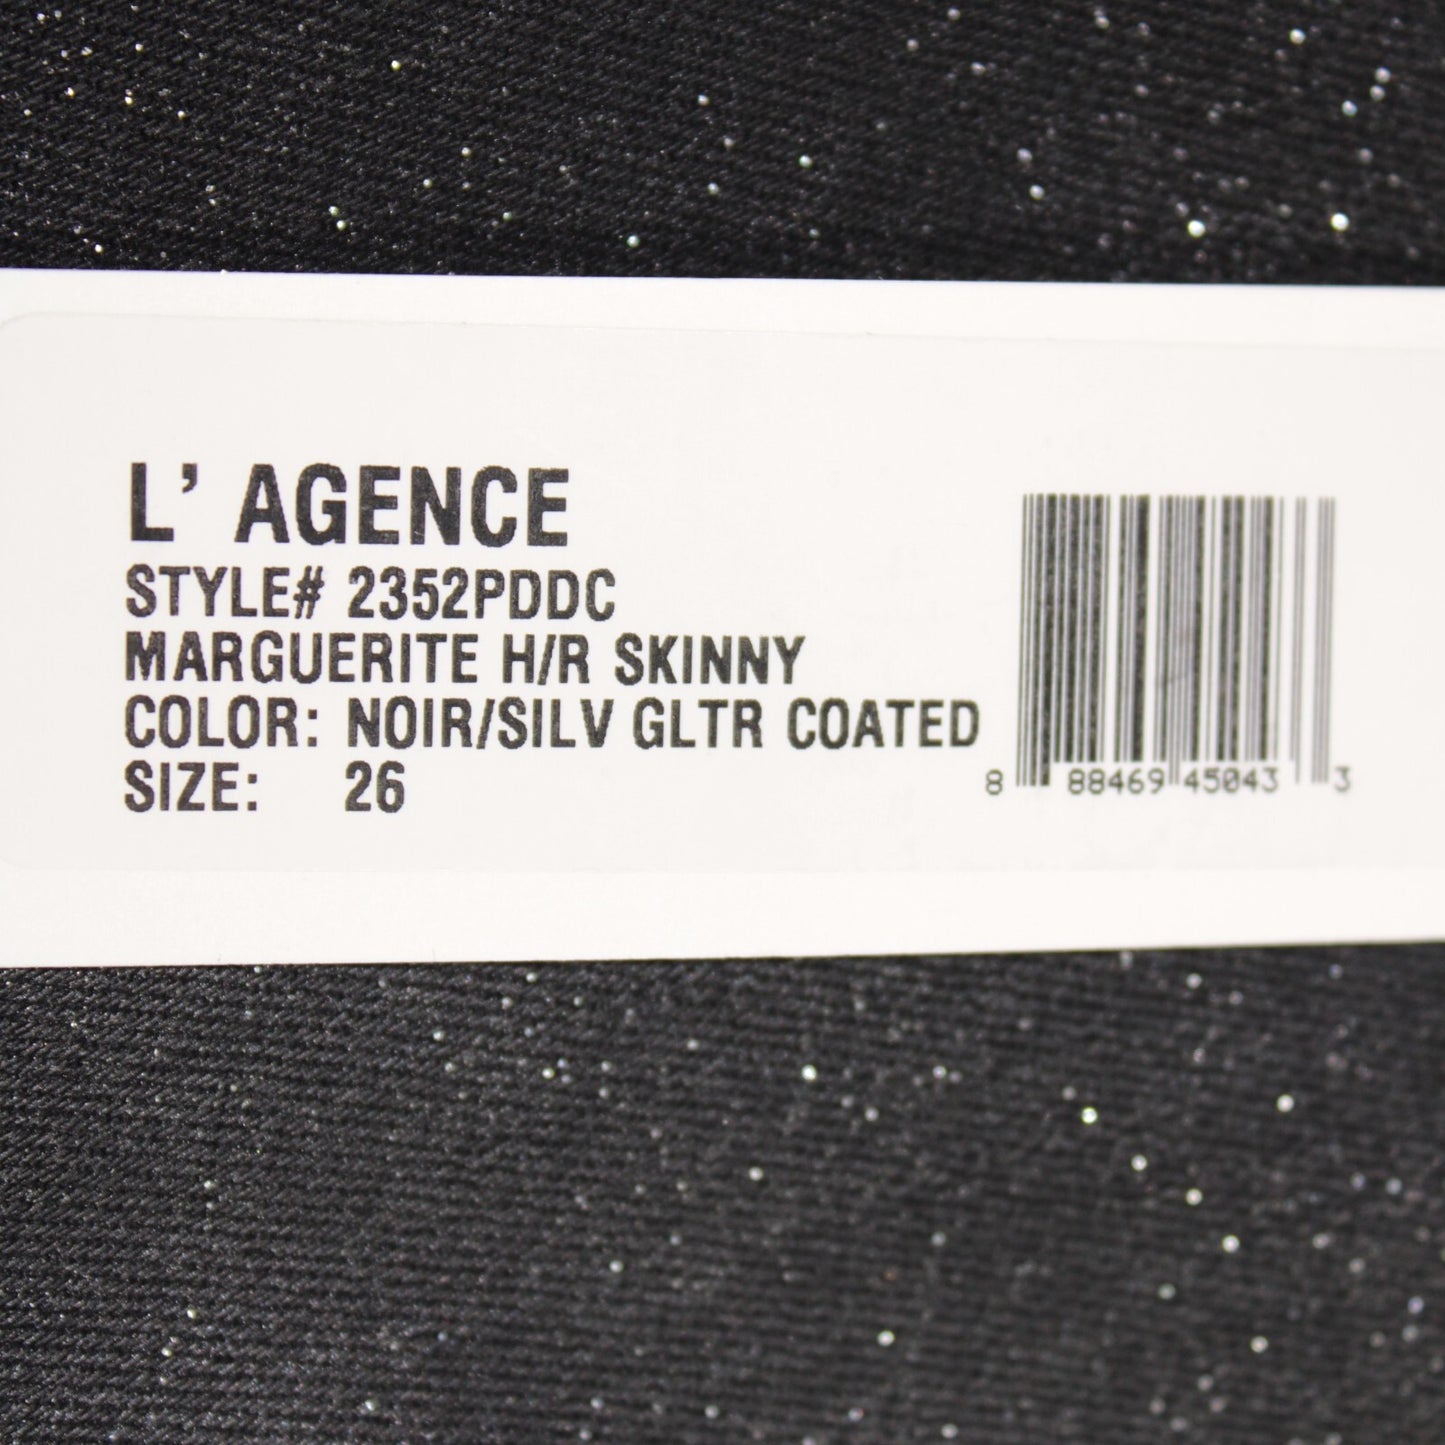 L' AGENCE
STYLE# 2352PDDC
MARGUERITE H/R SKINNY
COLOR: NOIR/SILV GLTR COATED
SIZE: 26
8 88469 45043 3